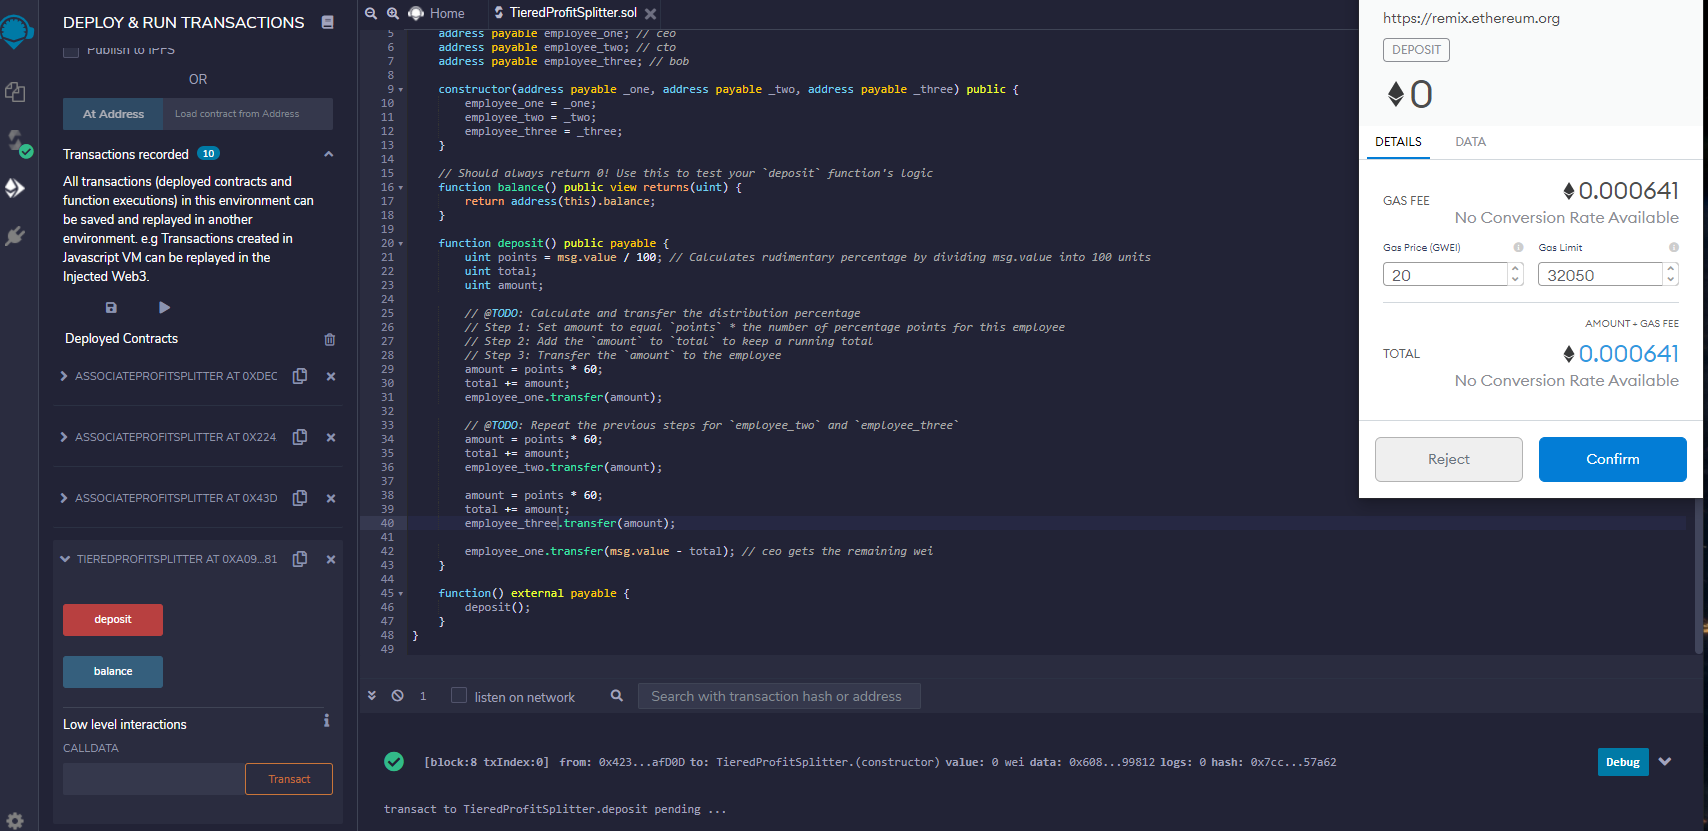 DEPLOY & RUN TRANSACTIONS
Publish to IPFS
OR
At Address
Load contract from Address
Transactions recorded 10
All transactions (deployed contracts and
function executions) in this environment can
be saved and replayed in another
environment. e.g Transactions created in
Javascript VM can be replayed in the
Injected Web3.
Deployed Contracts
ASSOCIATEPROFITSPLITTER AT 0XDEC
ASSOCIATEPROFITSPLITTER AT 0X224
ASSOCIATEPROFITSPLITTER AT 0X43D
TIEREDPROFITSPLITTER AT 0XA09...81
deposit
balance
Low level interactions
CALLDATA
Transact
Home
TieredProfitSplitter.sol
5 address payable employee_one; // ceo
6 address payable employee_two; // cto
7 address payable employee_three; // bob
8
9 constructor(address payable _one, address payable _two, address payable _three) public {
10 employee_one = _one;
11 employee_two = _two;
12 employee_three = _three;
13 }
14
15 // Should always return 0! Use this to test your `deposit` function's logic
16 function balance() public view returns(uint) {
17 return address(this).balance;
18 }
19
20 function deposit() public payable {
21 uint points = msg.value / 100; // Calculates rudimentary percentage by dividing msg.value into 100 units
22 uint total;
23 uint amount;
24
25 // @TODO: Calculate and transfer the distribution percentage
26 // Step 1: Set amount to equal `points` * the number of percentage points for this employee
27 // Step 2: Add the `amount` to `total` to keep a running total
28 // Step 3: Transfer the `amount` to the employee
29 amount = points * 60;
30 total += amount;
31 employee_one.transfer(amount);
32
33 // @TODO: Repeat the previous steps for `employee_two` and `employee_three`
34 amount = points * 60;
35 total += amount;
36 employee_two.transfer(amount);
37
38 amount = points * 60;
39 total += amount;
40 employee_three.transfer(amount);
41
42 employee_one.transfer(msg.value - total); // ceo gets the remaining wei
43 }
44
45 function() external payable {
46 deposit();
47 }
48 }
49
1
listen on network
Search with transaction hash or address
[block:8 txIndex:0] from: 0x423...afD0D to: TieredProfitSplitter.(constructor) value: 0 wei data: 0x608...99812 logs: 0 hash: 0x7cc...57a62
Debug
transact to TieredProfitSplitter.deposit pending ...
https://remix.ethereum.org
DEPOSIT
0
DETAILS
DATA
GAS FEE
0.000641
No Conversion Rate Available
Gas Price (GWEI)
Gas Limit
20
32050
AMOUNT + GAS FEE
TOTAL
0.000641
No Conversion Rate Available
Reject
Confirm